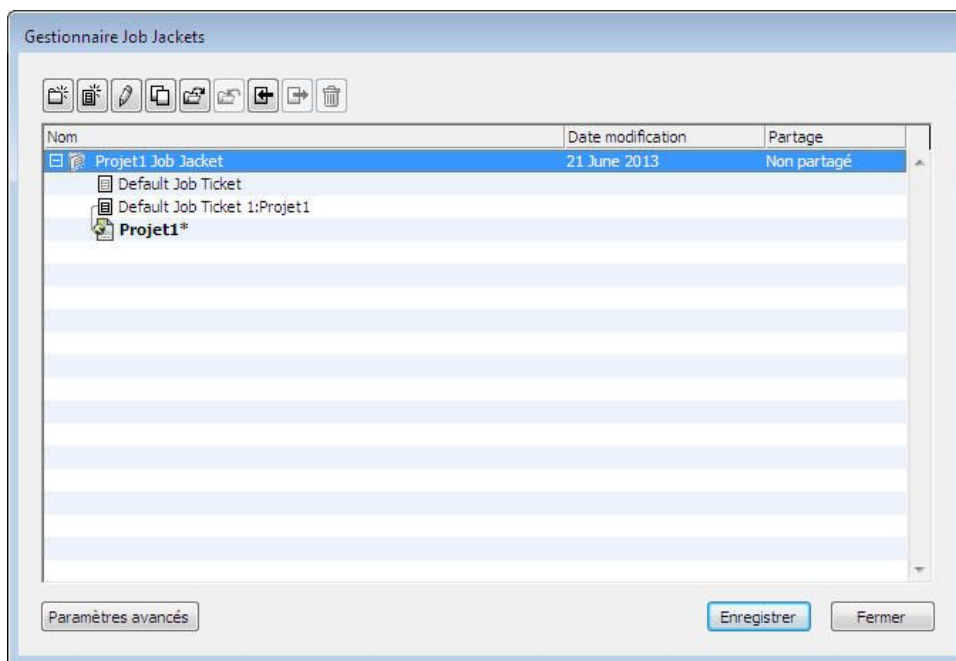 Gestionnaire Job Jackets
Nom Date modification Partage
Projet1 Job Jacket 21 June 2013 Non partagé
Default Job Ticket
Default Job Ticket 1:Projet1
Projet1*
Paramètres avancés Enregistrer Fermer